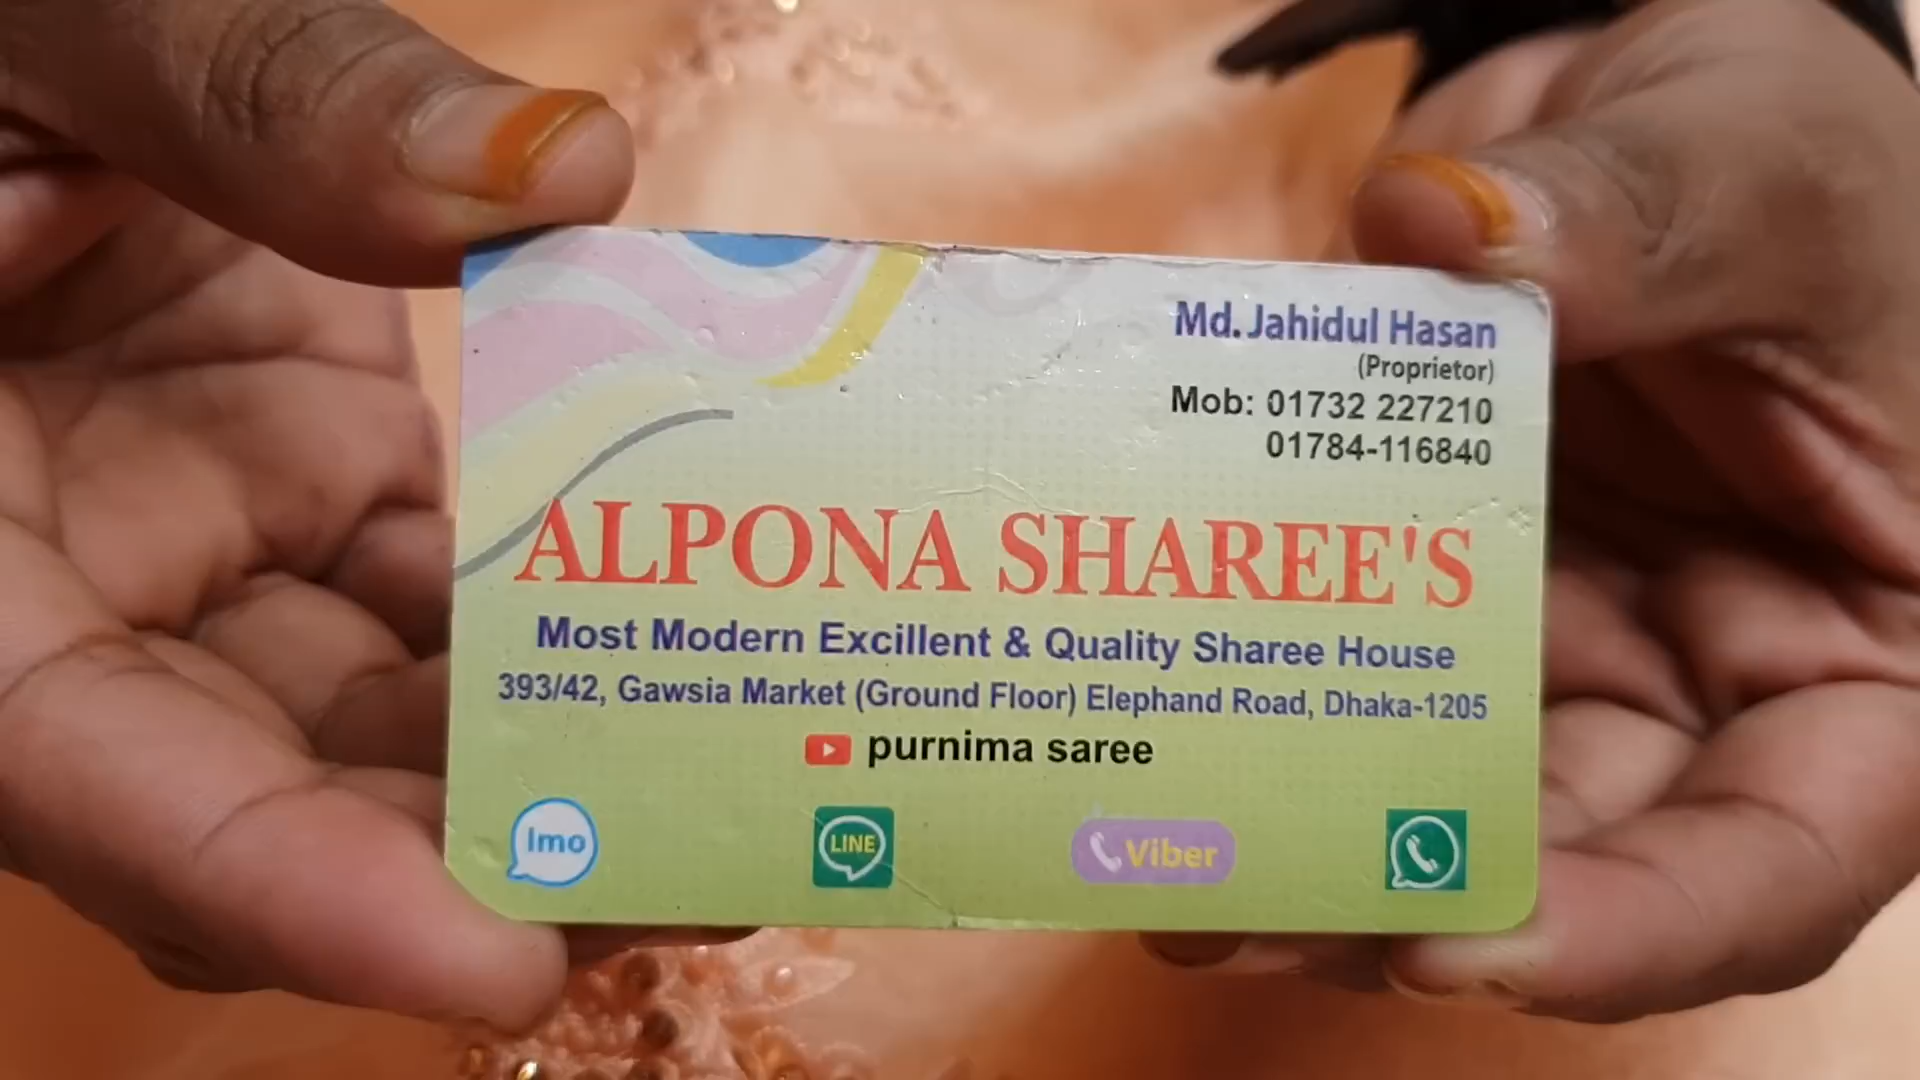 Md. Jahidul Hasan
(Proprietor)
Mob: 01732 227210
01784-116840
ALPONA SHAREE'S
Most Modern Excillent & Quality Sharee House
393/42, Gawsia Market (Ground Floor) Elephand Road, Dhaka-1205
purnima saree
Imo
LINE
Viber